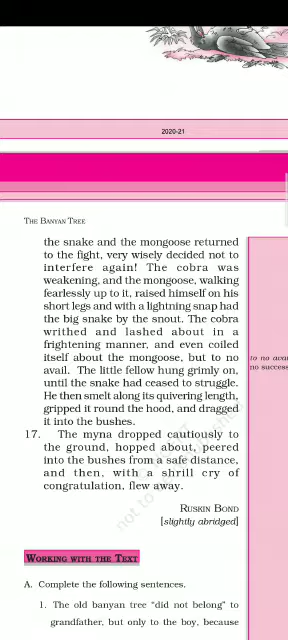 2020-21
THE BANYAN TREE
the snake and the mongoose returned
to the fight, very wisely decided not to
interfere again! The cobra was
weakening, and the mongoose, walking
fearlessly up to it, raised himself on his
short legs and with a lightning snap had
the big snake by the snout. The cobra
writhed and lashed about in a
frightening manner, and even coiled
itself about the mongoose, but to no
avail. The little fellow hung grimly on,
until the snake had ceased to struggle.
He then smelt along its quivering length,
gripped it round the hood, and dragged
it into the bushes.
to no avai
no success
17. The myna dropped cautiously to
the ground, hopped about, peered
into the bushes from a safe distance,
and then, with a shrill cry of
congratulation, flew away.
RUSKIN BOND
[slightly abridged]
WORKING WITH THE TEXT
A. Complete the following sentences.
1. The old banyan tree “did not belong” to
grandfather, but only to the boy, because